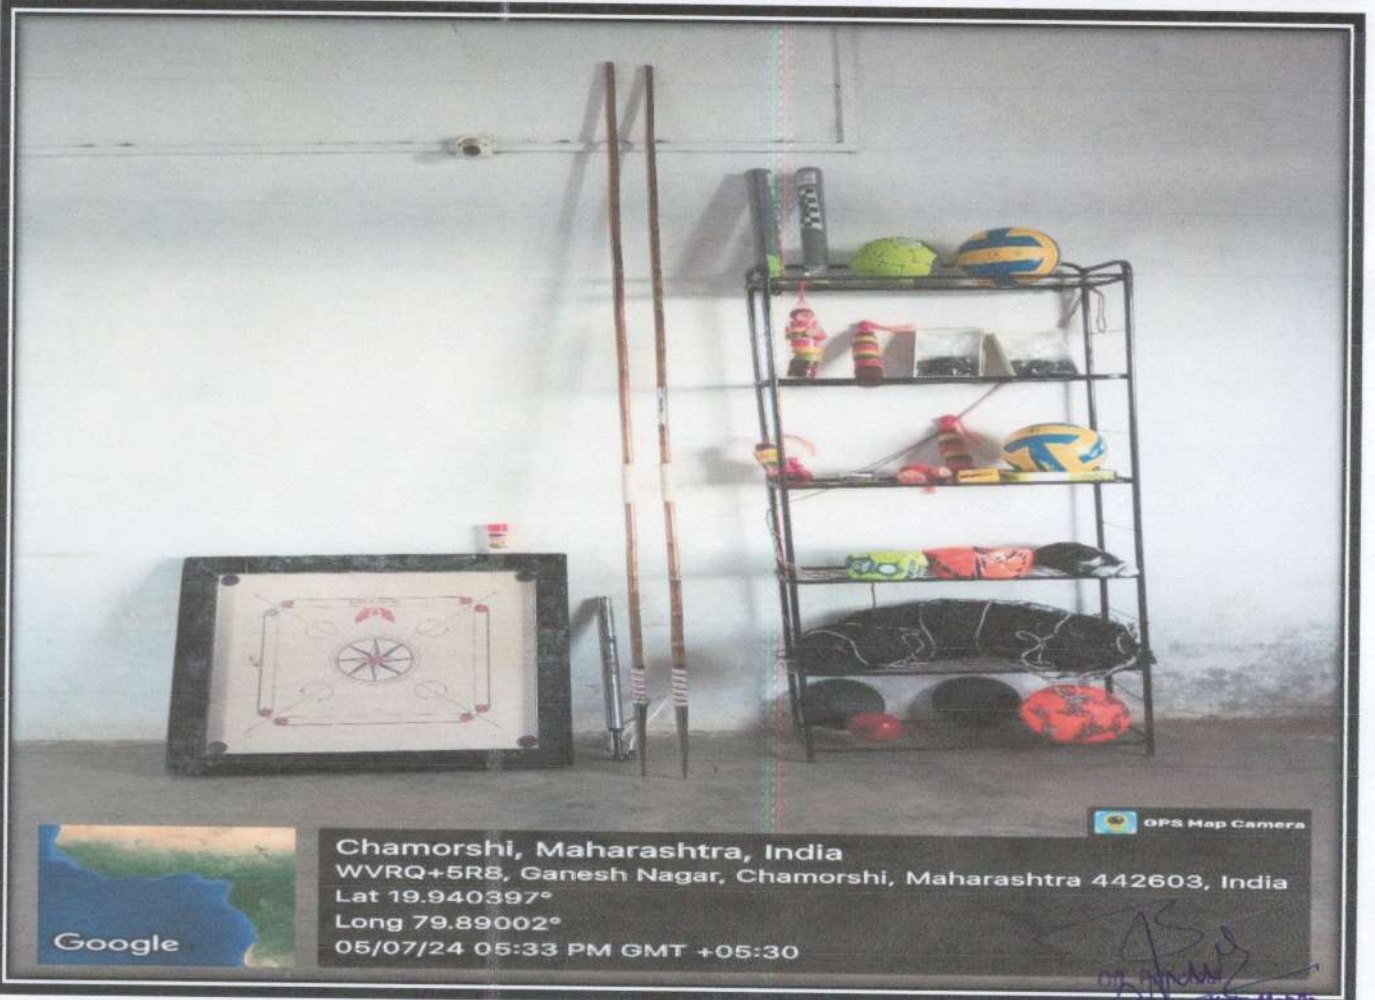 GPS Map Camera
Chamorshi, Maharashtra, India
WVRQ+5R8, Ganesh Nagar, Chamorshi, Maharashtra 442603, India
Lat 19.940397°
Long 79.89002°
05/07/24 05:33 PM GMT +05:30
Google